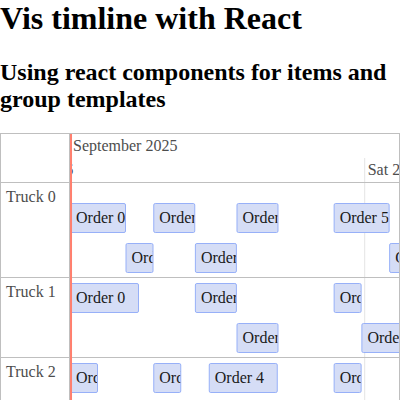 Vis timline with React
Using react components for items and
group templates
September 2025
Sat 2
Truck 0
Order 0 Order Order Order 5
Ord Order
Truck 1
Order 0 Order Ord
Order Orde
Truck 2
Ord Ord Order 4 Ord